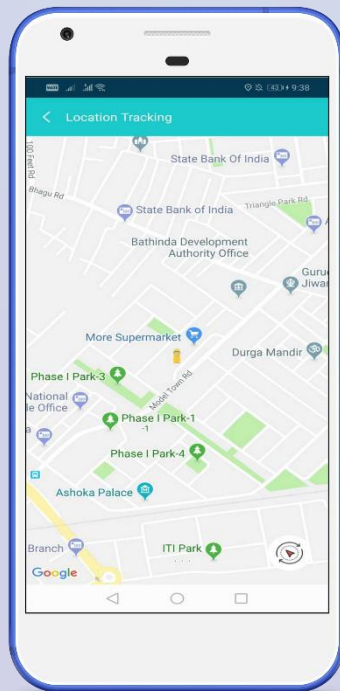 9:38
Location Tracking
State Bank Of India
100 Feet Rd
Bhagu Rd
State Bank of India
Triangle Park Rd
Bathinda Development
Authority Office
Guru
Jiwan
More Supermarket
Durga Mandir
Phase I Park-3
Model Town Rd
National
le Office
Phase I Park-1
-1
a
Phase I Park-4
Ashoka Palace
Branch
ITI Park
Google